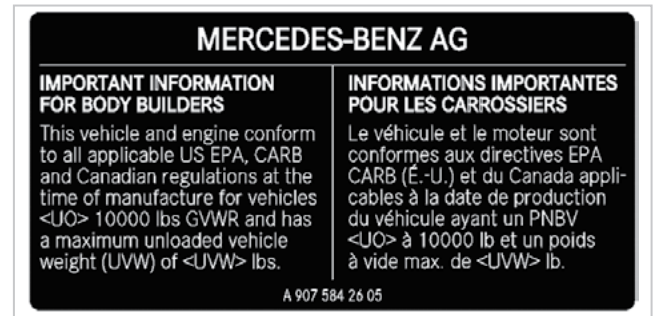 MERCEDES-BENZ AG
IMPORTANT INFORMATION
FOR BODY BUILDERS
This vehicle and engine conform
to all applicable US EPA, CARB
and Canadian regulations at the
time of manufacture for vehicles
<UO> 10000 lbs GVWR and has
a maximum unloaded vehicle
weight (UVW) of <UVW> lbs.
INFORMATIONS IMPORTANTES
POUR LES CARROSSIERS
Le véhicule et le moteur sont
conformes aux directives EPA
CARB (É.-U.) et du Canada appli-
cables à la date de production
du véhicule ayant un PNBV
<UO> à 10000 lb et un poids
à vide max. de <UVW> lb.
A 907 584 26 05